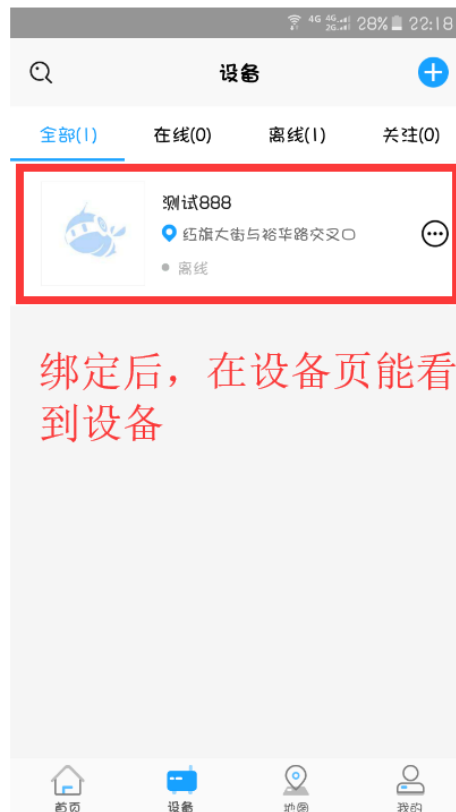 4G 4G 2G 28% 22:18
设备
全部(1) 在线(0) 离线(1) 关注(0)
测试888
红旗大街与裕华路交叉口
离线
绑定后，在设备页能看
到设备
首页 设备 地图 我的